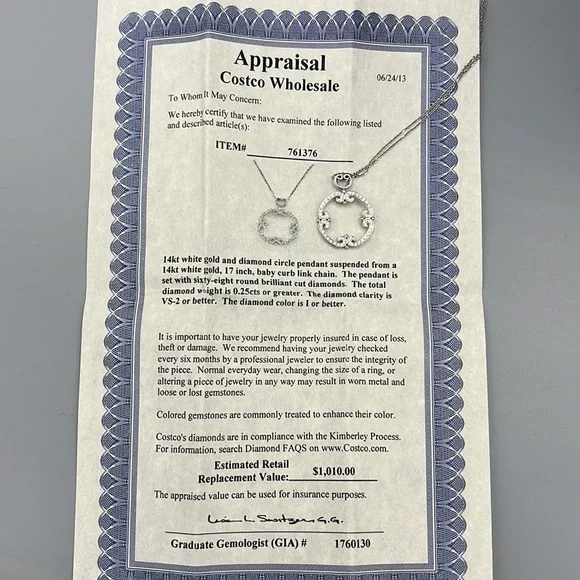 Appraisal
Costco Wholesale
06/24/13
To Whom It May Concern:
We hereby certify that we have examined the following listed
and described article(s):
ITEM# 761376
14kt white gold and diamond circle pendant suspended from a
14kt white gold, 17 inch, baby curb link chain. The pendant is
set with sixty-eight round brilliant cut diamonds. The total
diamond weight is 0.25cts or greater. The diamond clarity is
VS-2 or better. The diamond color is I or better.
It is important to have your jewelry properly insured in case of loss,
theft or damage. We recommend having your jewelry checked
every six months by a professional jeweler to ensure the integrity of
the piece. Normal everyday wear, changing the size of a ring, or
altering a piece of jewelry in any way may result in worn metal and
loose or lost gemstones.
Colored gemstones are commonly treated to enhance their color.
Costco's diamonds are in compliance with the Kimberley Process.
For information, search Diamond FAQS on www.Costco.com.
Estimated Retail
Replacement Value: $1,010.00
The appraised value can be used for insurance purposes.
G.G.
Graduate Gemologist (GIA) # 1760130